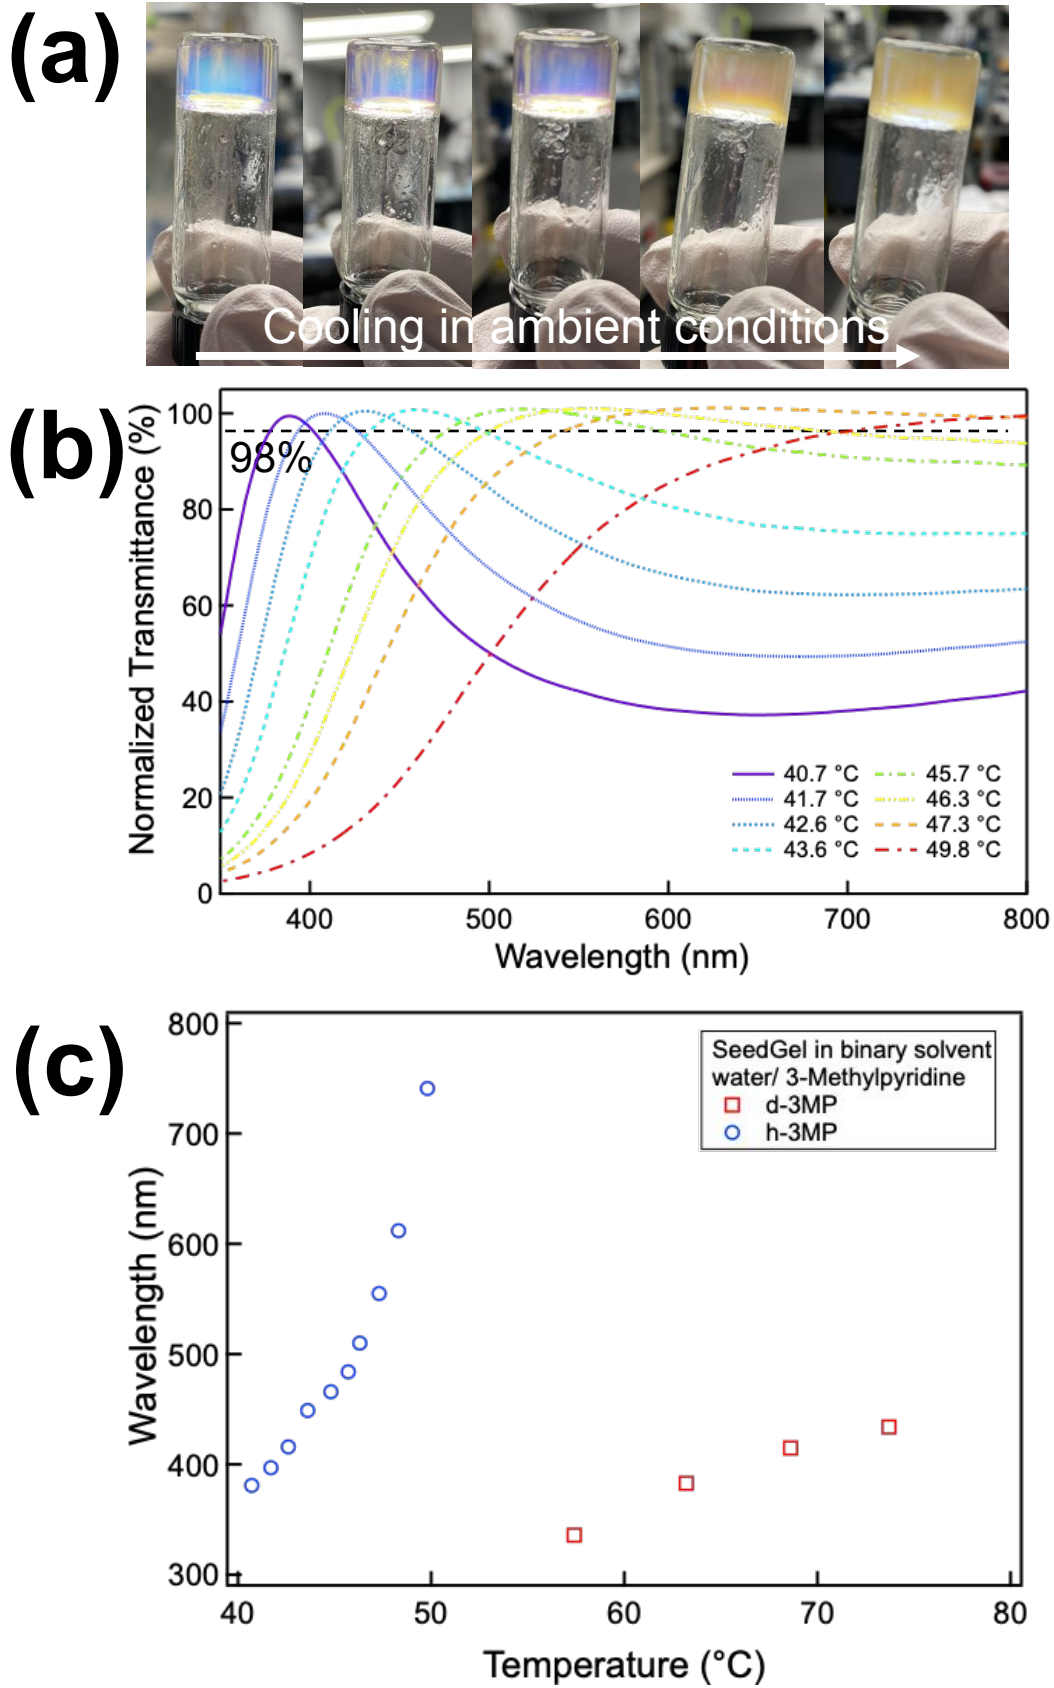 (a)
Cooling in ambient conditions
(b)
Normalized Transmittance (%)
100
80
60
40
20
0
98%
40.7 °C
41.7 °C
42.6 °C
43.6 °C
45.7 °C
46.3 °C
47.3 °C
49.8 °C
400 500 600 700 800
Wavelength (nm)
(c)
Wavelength (nm)
800
700
600
500
400
300
SeedGel in binary solvent
water/ 3-Methylpyridine
d-3MP
h-3MP
40 50 60 70 80
Temperature (°C)